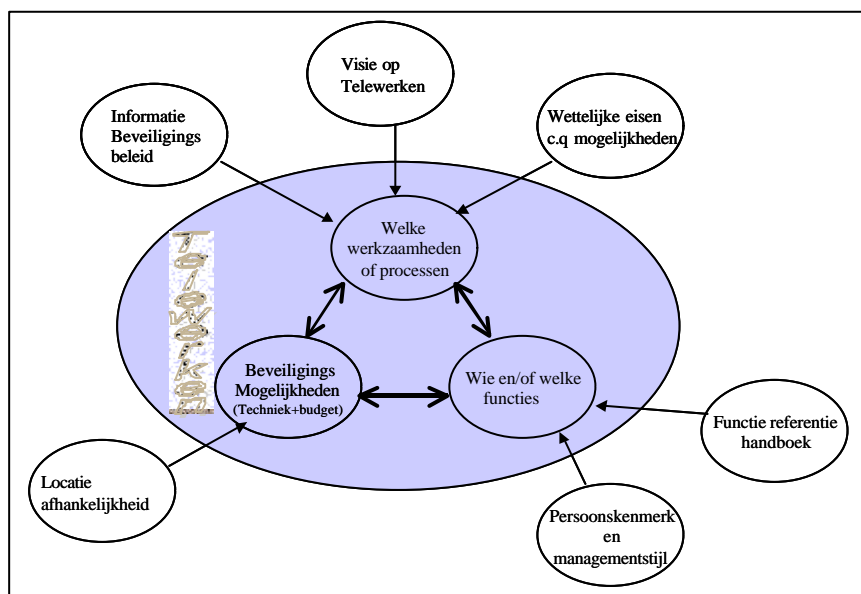 Visie op
Telewerken
Informatie
Beveiligings
beleid
Wettelijke eisen
c.q mogelijkheden
Welke
werkzaamheden
of processen
Telewerken
Beveiligings
Mogelijkheden
(Techniek+budget)
Wie en/of welke
functies
Functie referentie
handboek
Locatie
afhankelijkheid
Persoonskenmerk
en
managementstijl